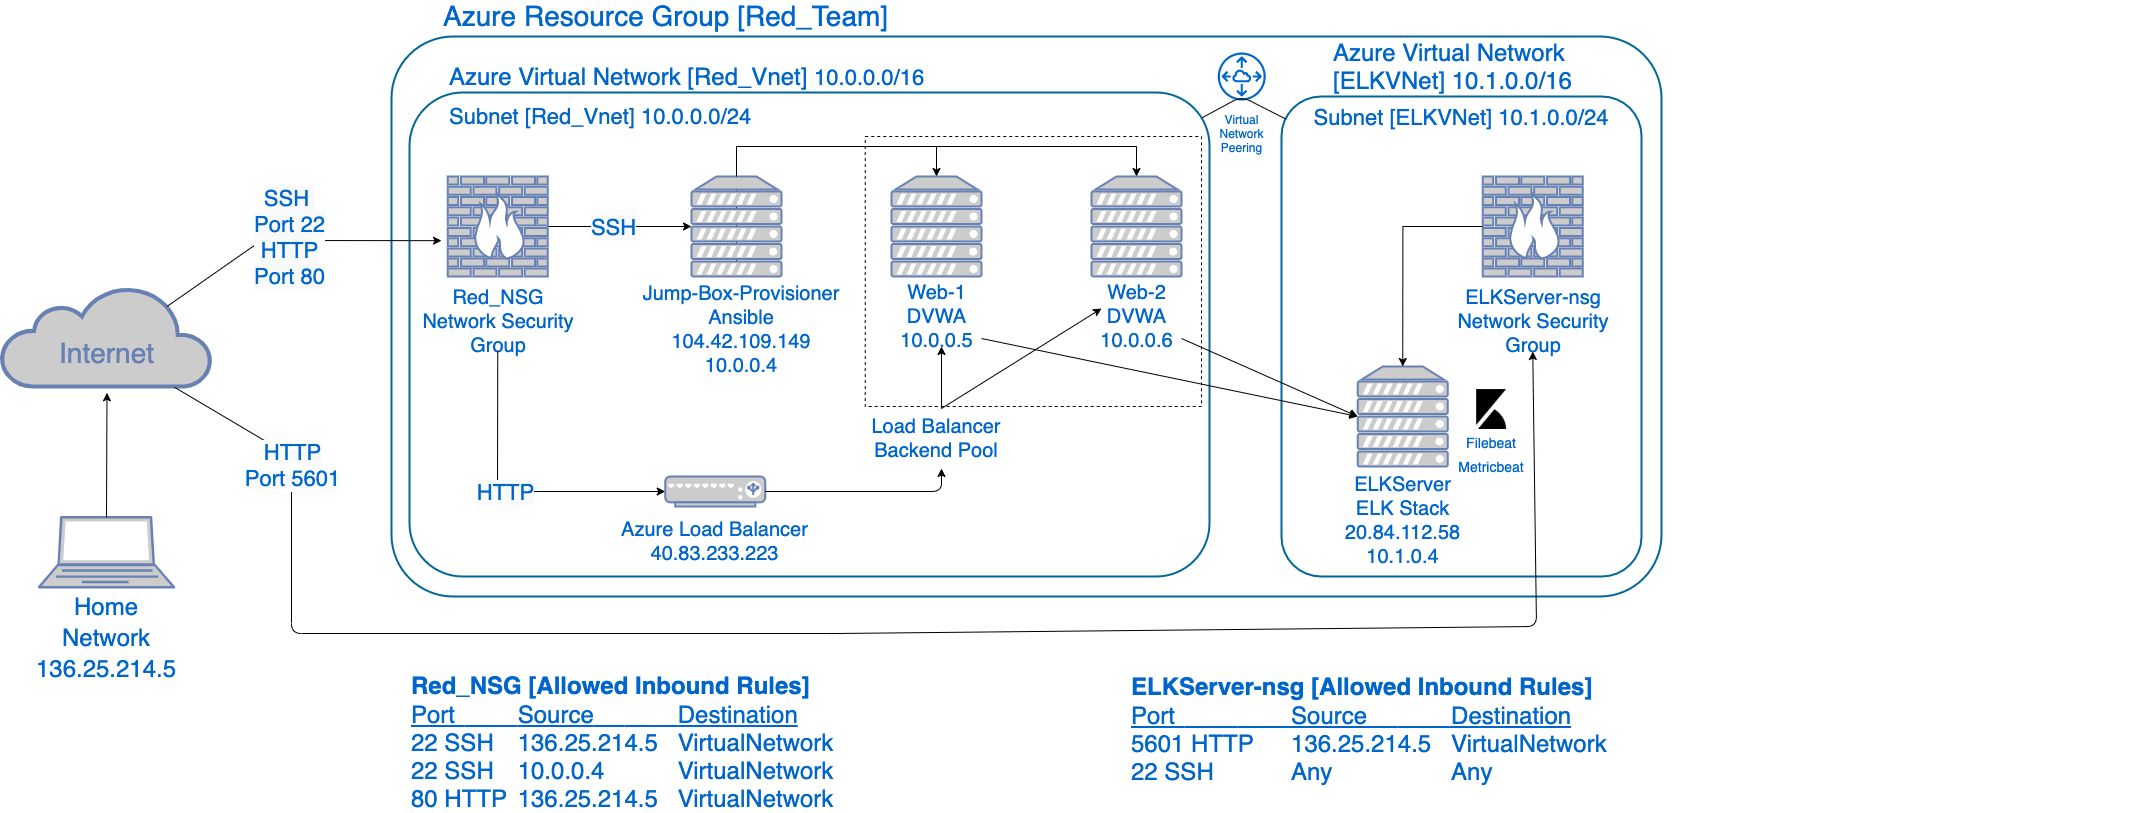 Azure Resource Group [Red_Team]
Azure Virtual Network [Red_Vnet] 10.0.0.0/16
Subnet [Red_Vnet] 10.0.0.0/24
Azure Virtual Network
[ELKVNet] 10.1.0.0/16
Subnet [ELKVNet] 10.1.0.0/24
Virtual
Network
Peering
SSH
Port 22
HTTP
Port 80
SSH
Red_NSG
Network Security
Group
Jump-Box-Provisioner
Ansible
104.42.109.149
10.0.0.4
Web-1
DVWA
10.0.0.5
Web-2
DVWA
10.0.0.6
ELKServer-nsg
Network Security
Group
Internet
HTTP
Port 5601
Load Balancer
Backend Pool
Filebeat
Metricbeat
HTTP
Azure Load Balancer
40.83.233.223
ELKServer
ELK Stack
20.84.112.58
10.1.0.4
Home
Network
136.25.214.5
Red_NSG [Allowed Inbound Rules]
Port Source Destination
22 SSH 136.25.214.5 VirtualNetwork
22 SSH 10.0.0.4 VirtualNetwork
80 HTTP 136.25.214.5 VirtualNetwork
ELKServer-nsg [Allowed Inbound Rules]
Port Source Destination
5601 HTTP 136.25.214.5 VirtualNetwork
22 SSH Any Any